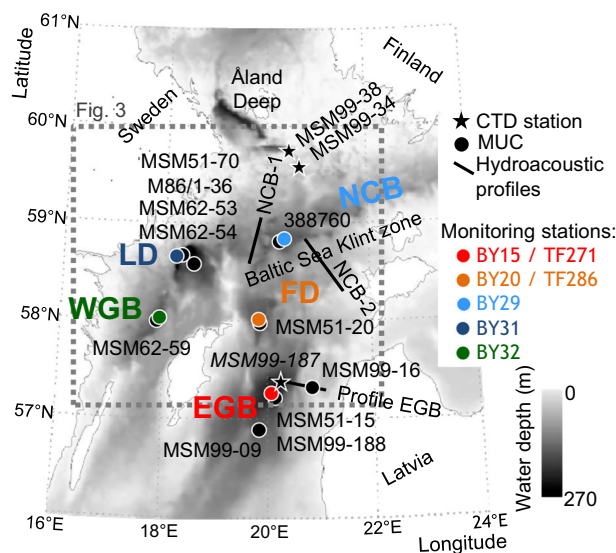 61°N
Latitude
60°N
59°N
58°N
57°N
16°E
18°E
20°E
22°E
24°E
Longitude
Fig. 3
Sweden
Finland
Åland
Deep
MSM99-38
MSM99-34
MSM51-70
M86/1-36
MSM62-53
MSM62-54
NCB-1
NCB
388760
Baltic Sea Klint zone
NCB-2
LD
WGB
FD
MSM51-20
MSM62-59
MSM99-187
MSM99-16
Profile EGB
EGB
MSM51-15
MSM99-188
MSM99-09
Latvia
CTD station
MUC
Hydroacoustic
profiles
Monitoring stations:
BY15 / TF271
BY20 / TF286
BY29
BY31
BY32
Water depth (m)
0
270